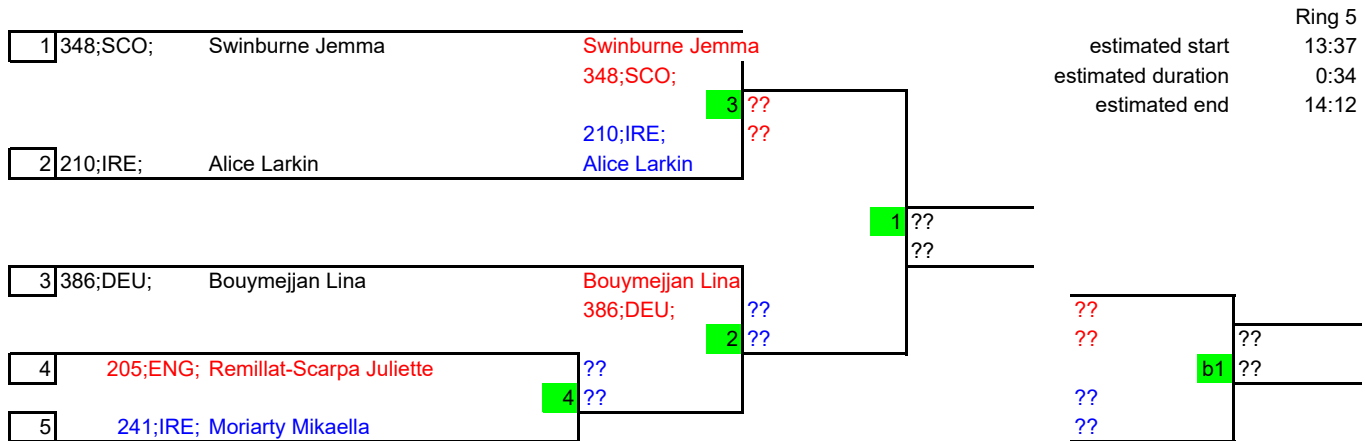 Ring 5
1 348;SCO; Swinburne Jemma Swinburne Jemma estimated start 13:37
348;SCO; estimated duration 0:34
3 ?? estimated end 14:12
210;IRE; ??
2 210;IRE; Alice Larkin Alice Larkin
1 ??
??
3 386;DEU; Bouymejjan Lina Bouymejjan Lina
386;DEU; ?? ??
2 ?? ?? ??
4 205;ENG; Remillat-Scarpa Juliette ?? b1 ??
4 ?? ??
5 241;IRE; Moriarty Mikaella ??